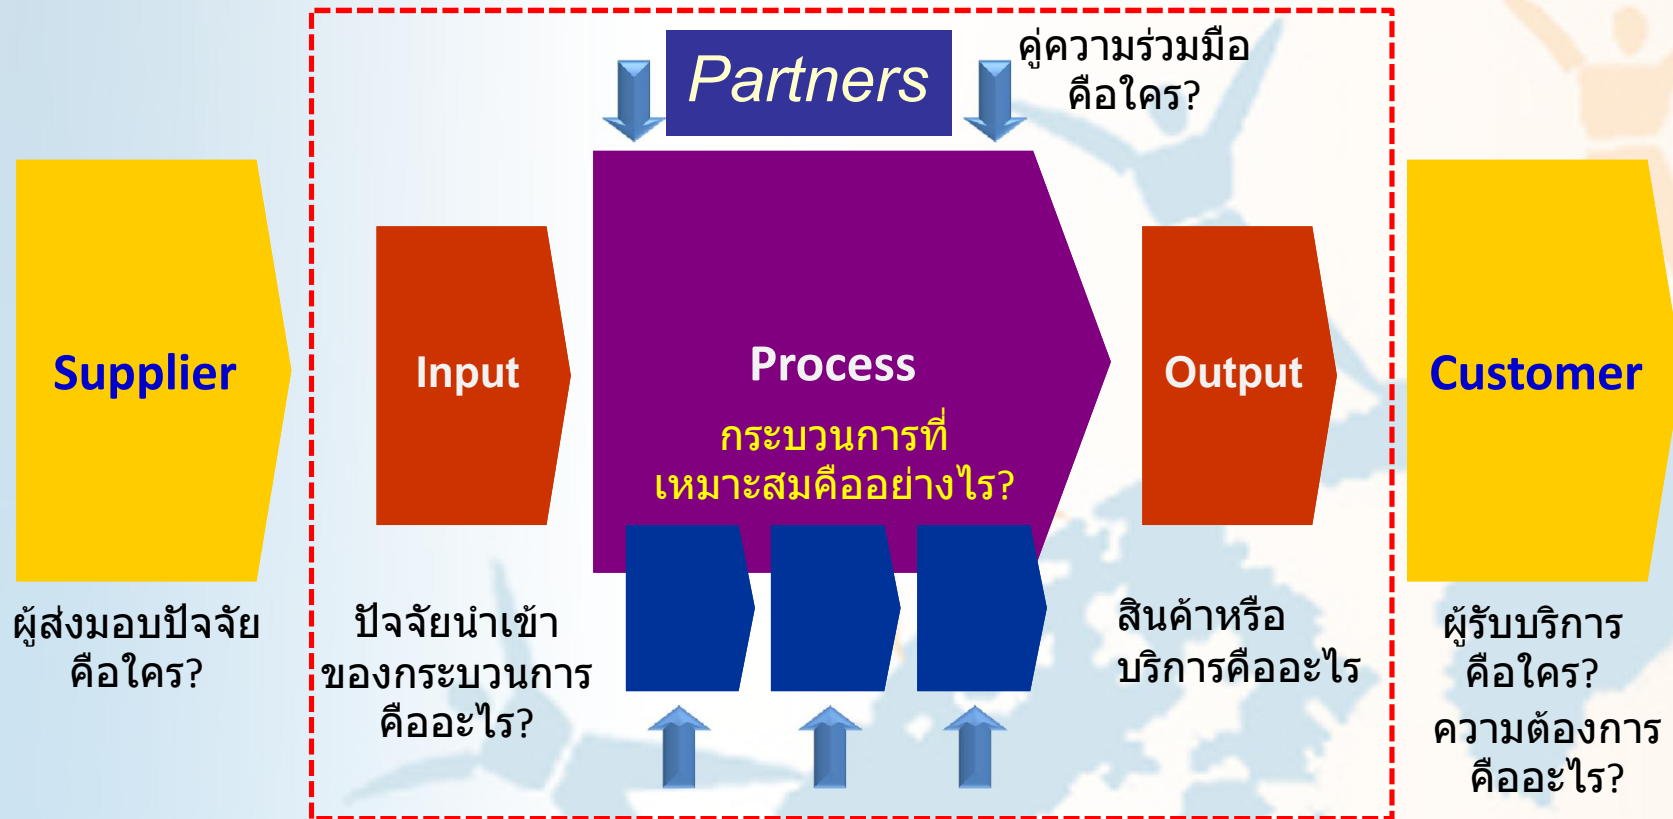 Partners
คู่ความร่วมมือ
คือใคร?
Supplier
Input
Process
กระบวนการที่
เหมาะสมคืออย่างไร?
Output
Customer
ผู้ส่งมอบปัจจัย
คือใคร?
ปัจจัยนำเข้า
ของกระบวนการ
คืออะไร?
สินค้าหรือ
บริการคืออะไร
ผู้รับบริการ
คือใคร?
ความต้องการ
คืออะไร?